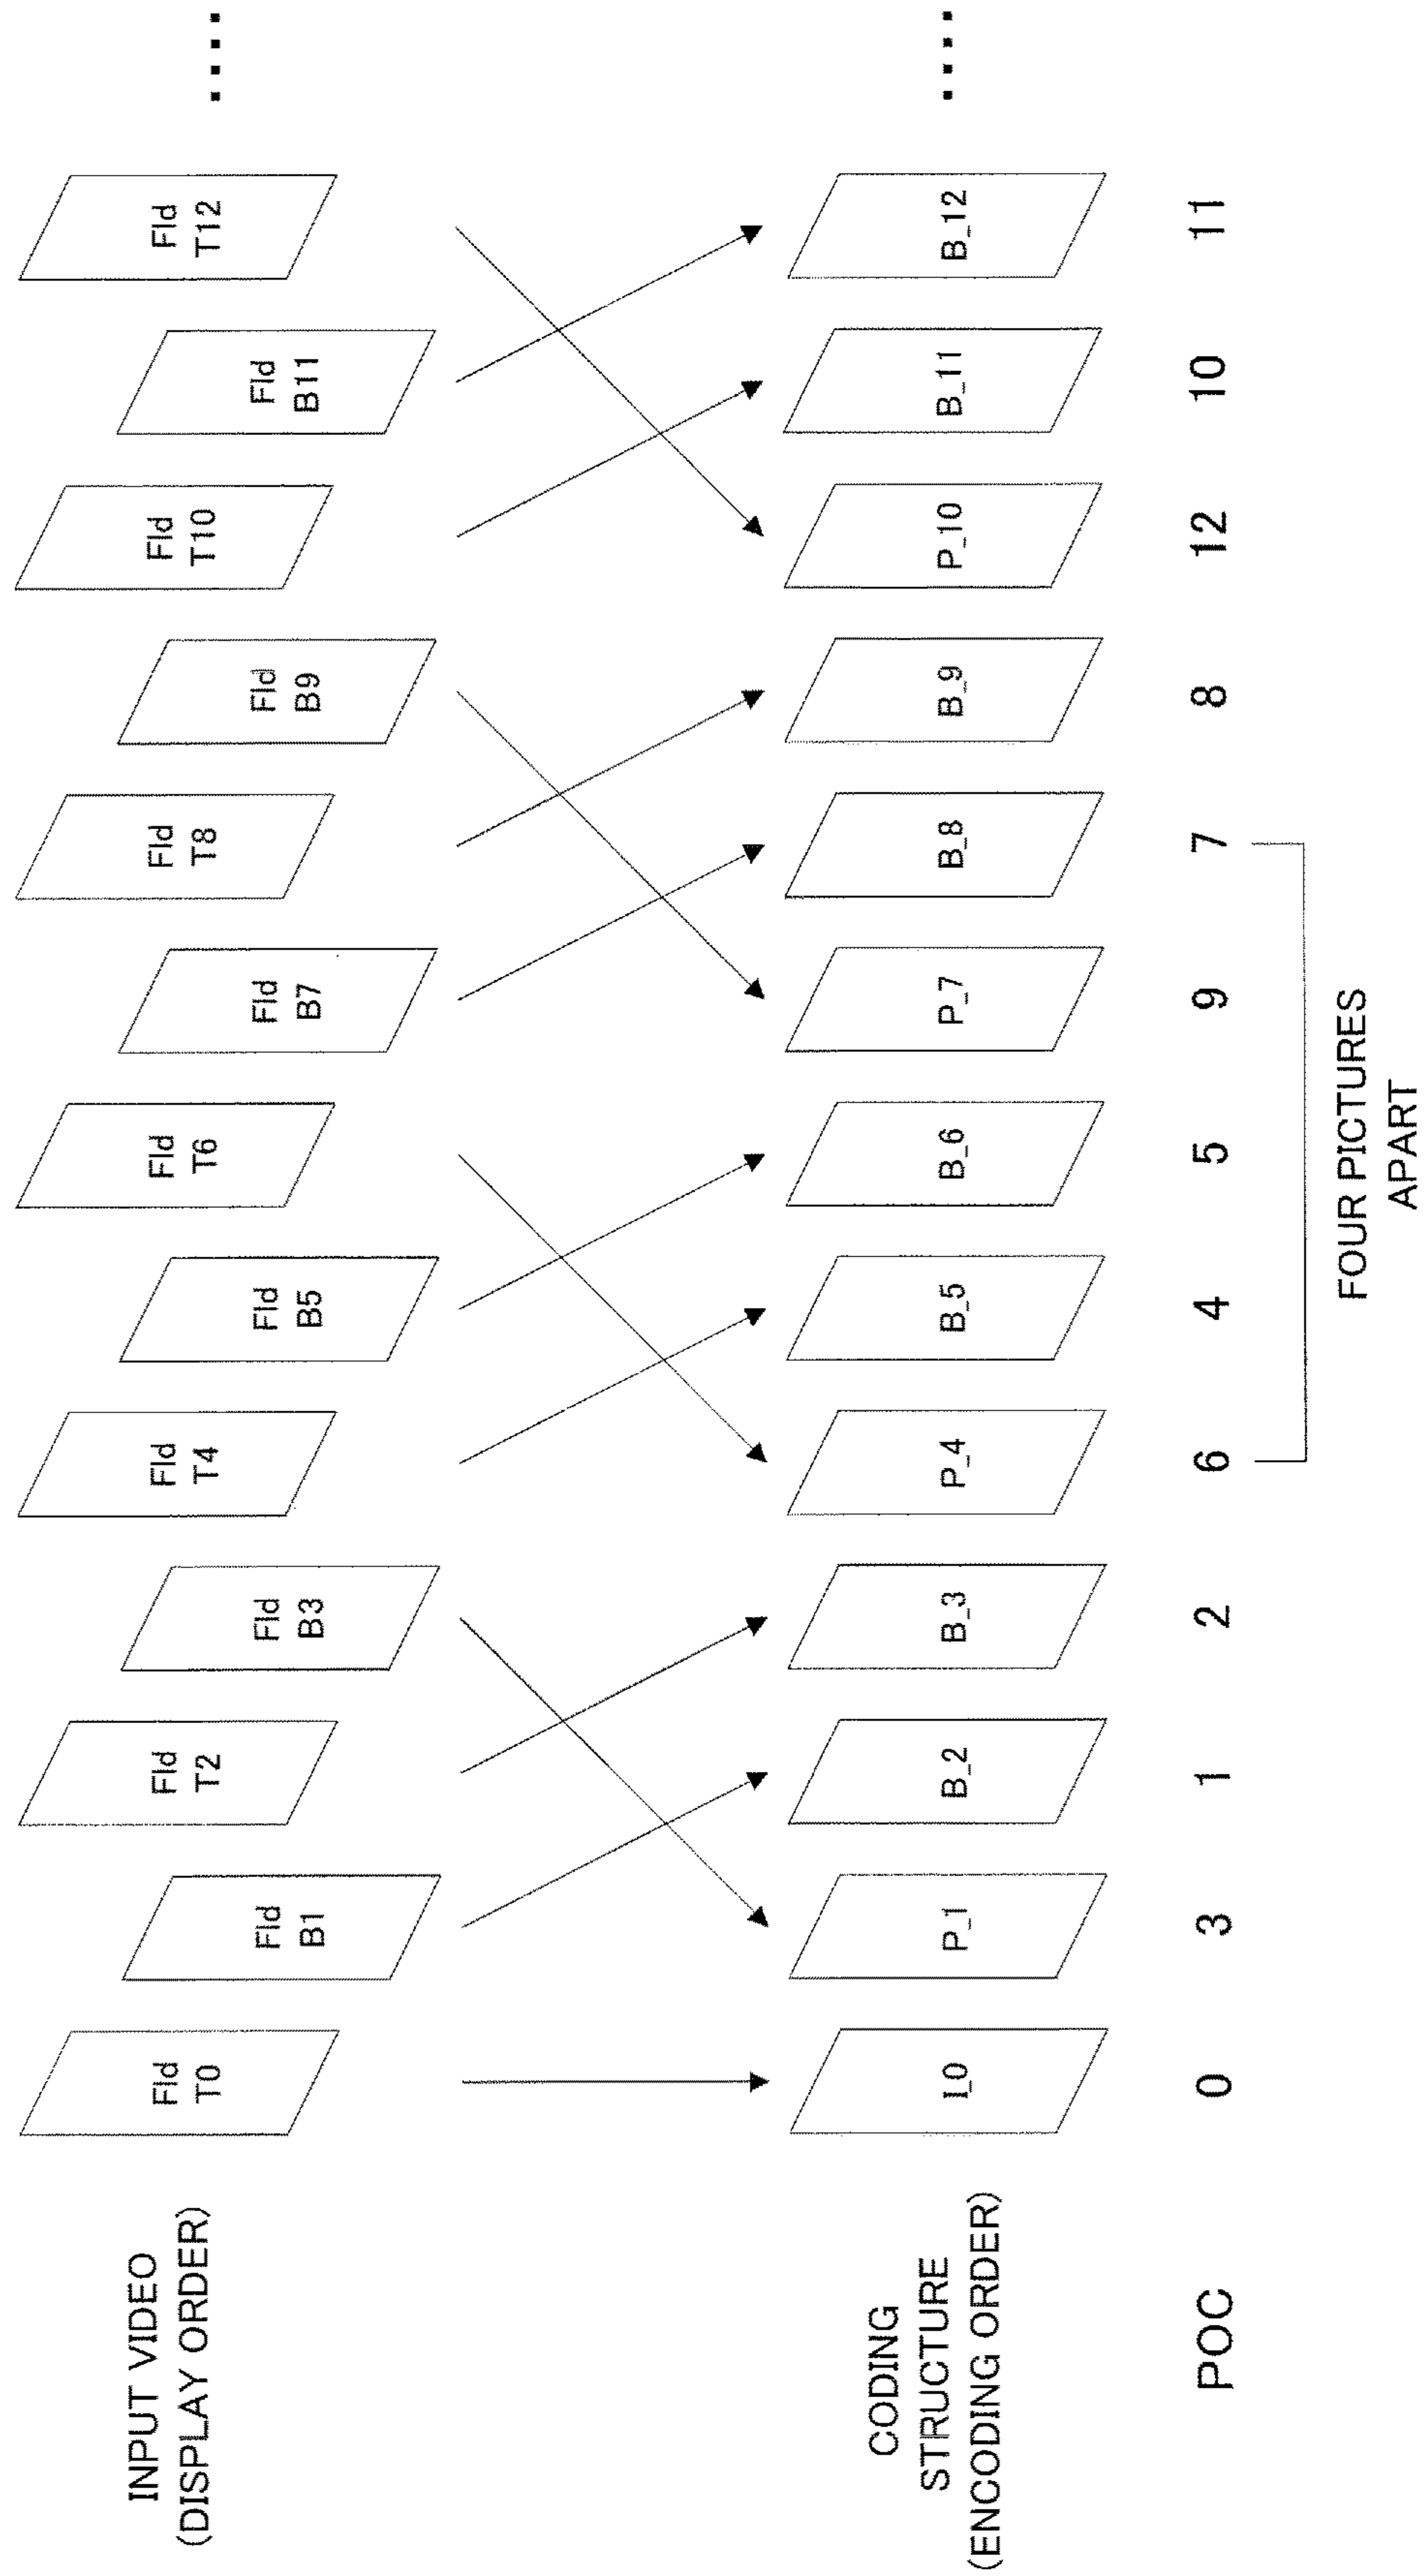 INPUT VIDEO
(DISPLAY ORDER)
Fld
T0
Fld
B1
Fld
T2
Fld
B3
Fld
T4
Fld
B5
Fld
T6
Fld
B7
Fld
T8
Fld
B9
Fld
T10
Fld
B11
Fld
T12
CODING
STRUCTURE
(ENCODING ORDER)
I_0
P_1
B_2
B_3
P_4
B_5
B_6
P_7
B_8
B_9
P_10
B_11
B_12
POC
0
3
1
2
6
4
5
9
7
8
12
10
11
FOUR PICTURES
APART